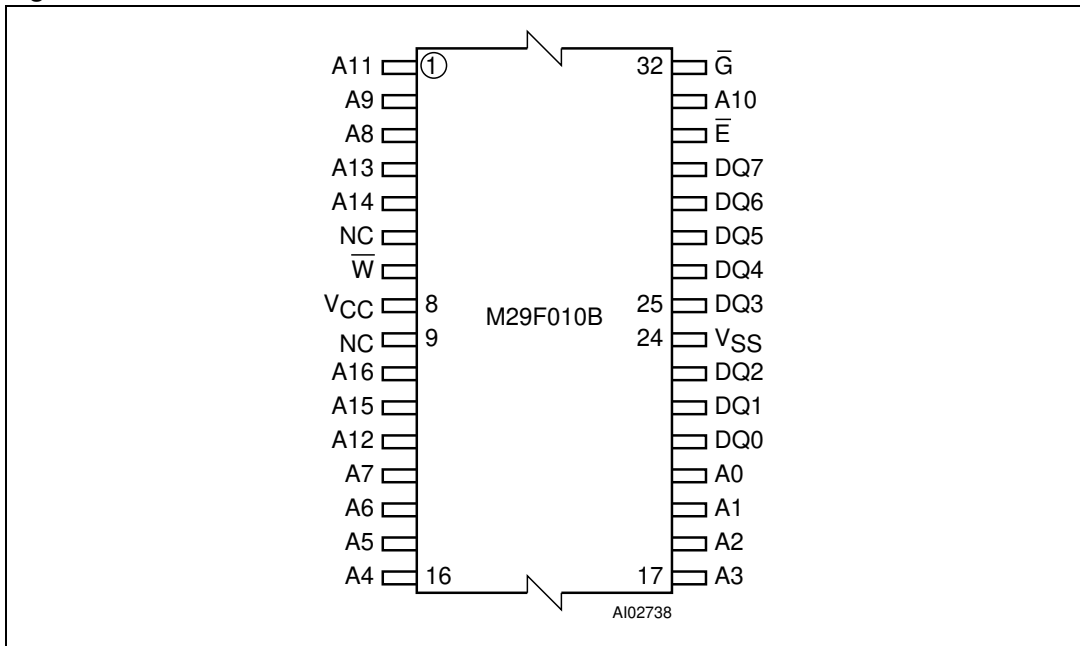 A11 ① 32 G̅
A9 A10
A8 E̅
A13 DQ7
A14 DQ6
NC DQ5
W̅ DQ4
VCC 8 25 DQ3
M29F010B
NC 9 24 VSS
A16 DQ2
A15 DQ1
A12 DQ0
A7 A0
A6 A1
A5 A2
A4 16 17 A3
AI02738